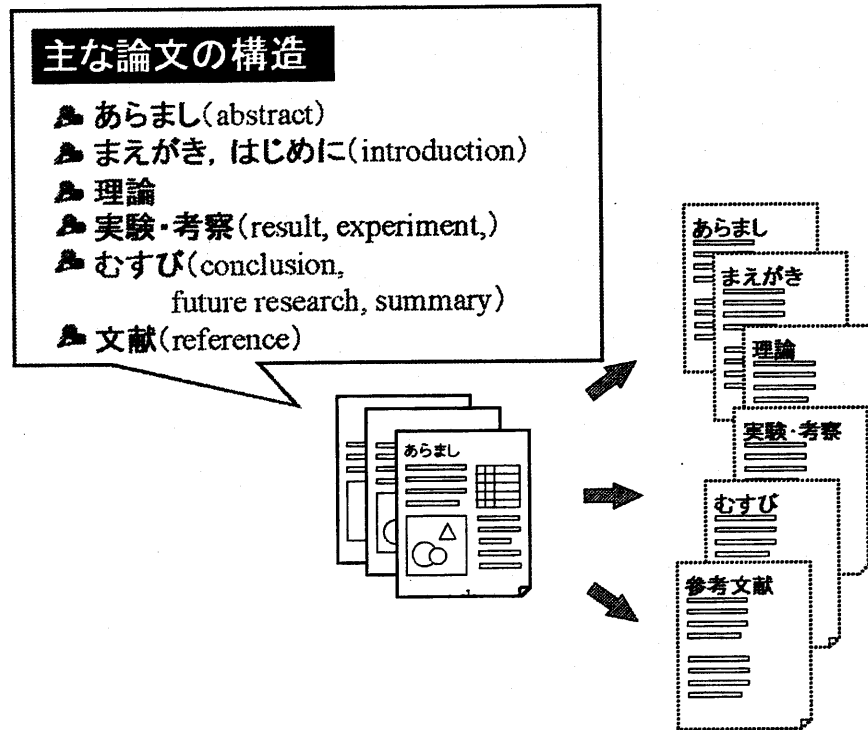 主な論文の構造
あらまし(abstract)
まえがき, はじめに(introduction)
理論
実験・考察(result, experiment,)
むすび(conclusion,
future research, summary)
文献(reference)
あらまし
あらまし
まえがき
理論
実験・考察
むすび
参考文献